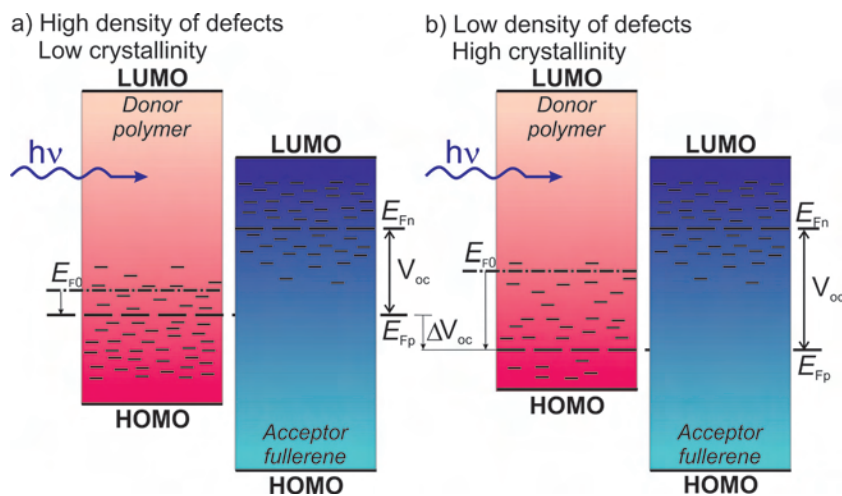 a) High density of defects
Low crystallinity
LUMO
Donor
polymer
hν
LUMO
E_Fn
E_F0
V_oc
E_Fp
ΔV_oc
HOMO
Acceptor
fullerene
HOMO
b) Low density of defects
High crystallinity
LUMO
Donor
polymer
hν
LUMO
E_Fn
E_F0
V_oc
E_Fp
HOMO
Acceptor
fullerene
HOMO